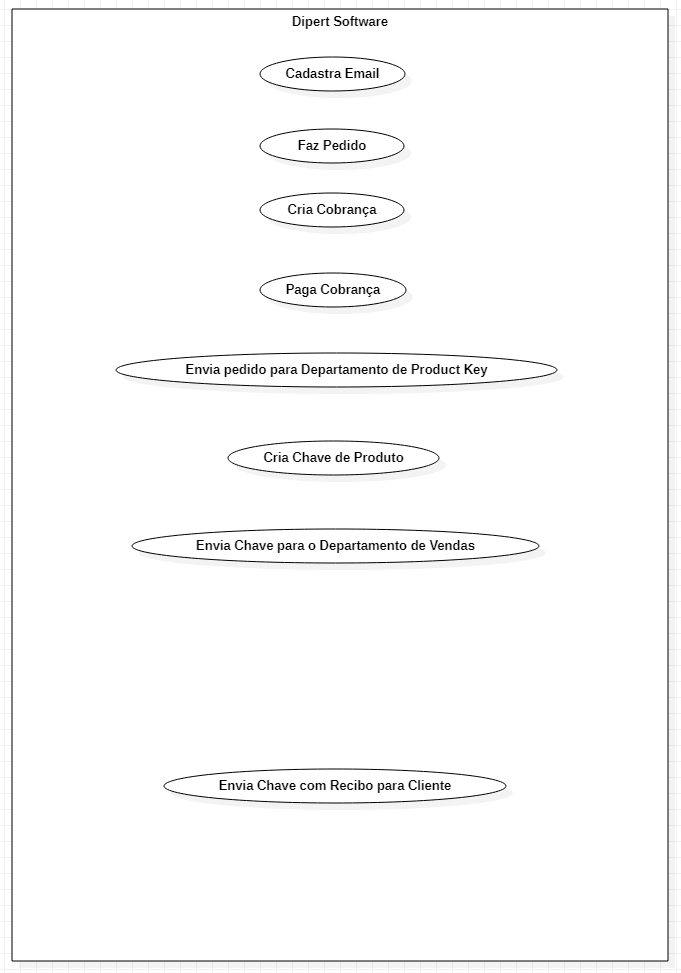 Dipert Software
Cadastra Email
Faz Pedido
Cria Cobrança
Paga Cobrança
Envia pedido para Departamento de Product Key
Cria Chave de Produto
Envia Chave para o Departamento de Vendas
Envia Chave com Recibo para Cliente